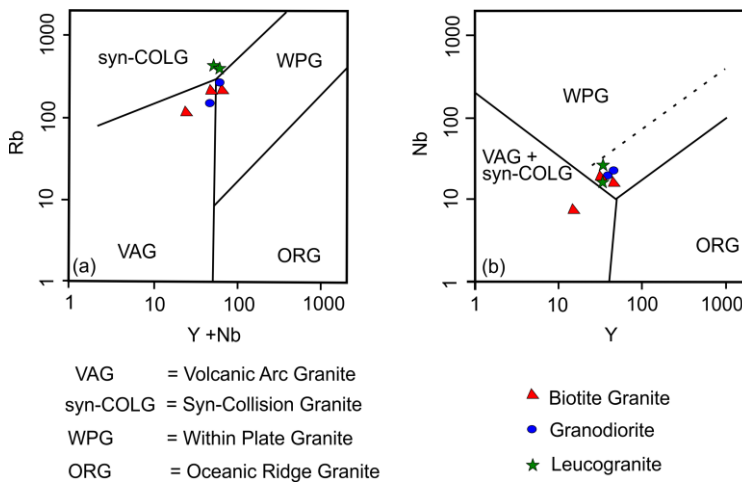 1000
syn-COLG
WPG
100
Rb
10
VAG
ORG
(a)
1
1
10
100
1000
Y +Nb
1000
WPG
100
Nb
VAG +
syn-COLG
10
ORG
(b)
1
1
10
100
1000
Y
VAG = Volcanic Arc Granite
syn-COLG = Syn-Collision Granite
WPG = Within Plate Granite
ORG = Oceanic Ridge Granite
Biotite Granite
Granodiorite
Leucogranite